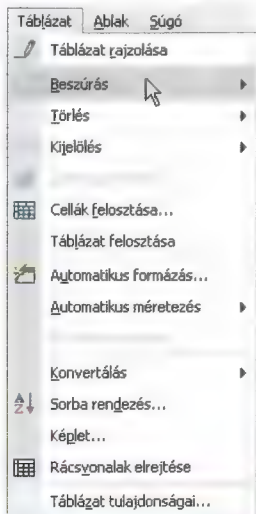 Táblázat Ablak Súgó
Táblázat rajzolása
Beszúrás
Törlés
Kijelölés
Cellák felosztása...
Táblázat felosztása
Automatikus formázás...
Automatikus méretezés
Konvertálás
Sorba rendezés...
Képlet...
Rácsvonalak elrejtése
Táblázat tulajdonságai...